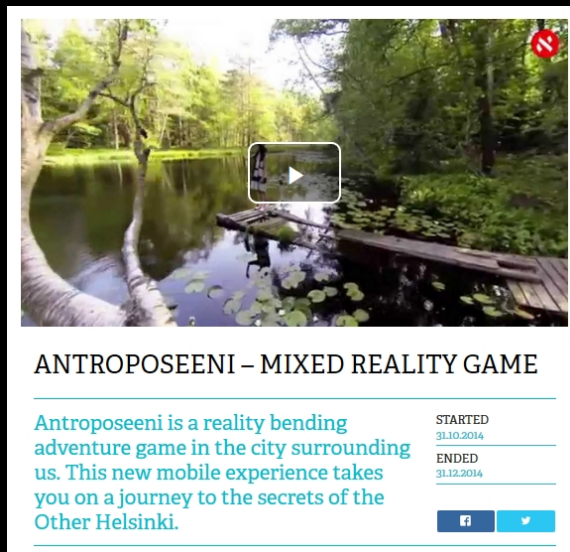 ANTROPOSEENI – MIXED REALITY GAME
Antroposeeni is a reality bending
adventure game in the city surrounding
us. This new mobile experience takes
you on a journey to the secrets of the
Other Helsinki.
STARTED
31.10.2014
ENDED
31.12.2014